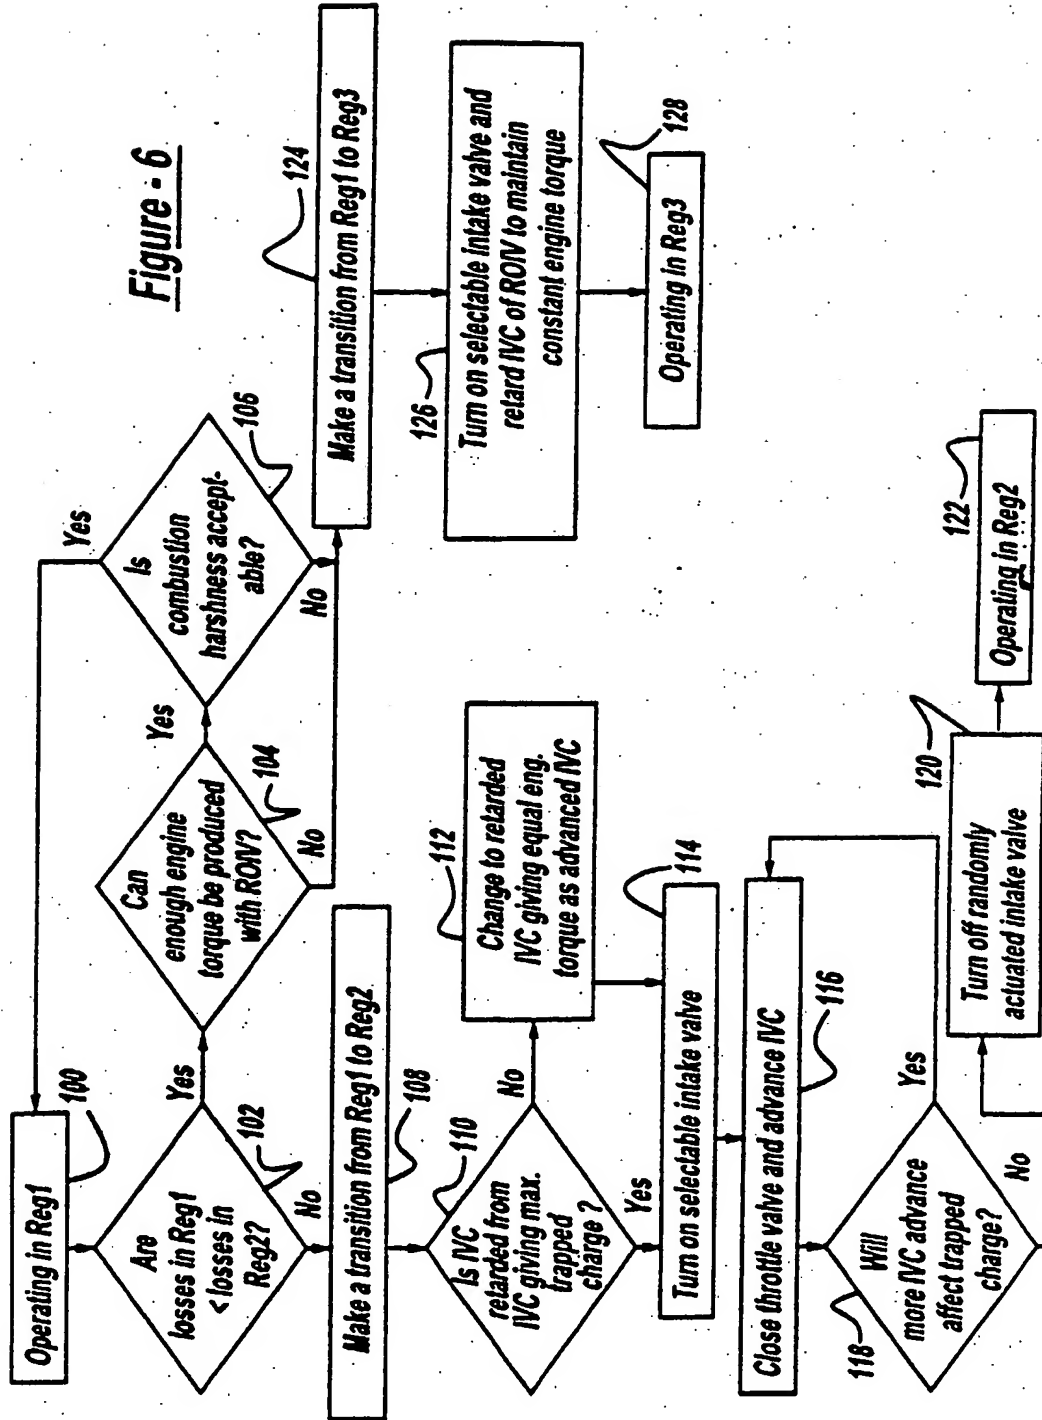 Figure - 6
Operating in Reg1
100
Are
losses in Reg1
< losses in
Reg2?
102
Yes
No
Can
enough engine
torque be produced
with ROIV?
104
Yes
No
Is
combustion
harshness accept-
able?
106
Yes
No
Make a transition from Reg1 to Reg2
108
Is IVC
retarded from
IVC giving max.
trapped
charge ?
110
No
Yes
Change to retarded
IVC giving equal eng.
torque as advanced IVC
112
Turn on selectable intake valve
114
Close throttle valve and advance IVC
116
Will
more IVC advance
affect trapped
charge?
118
Yes
No
Turn off randomly
actuated intake valve
120
Operating in Reg2
122
Make a transition from Reg1 to Reg3
124
Turn on selectable intake valve and
retard IVC of ROIV to maintain
constant engine torque
126
Operating in Reg3
128